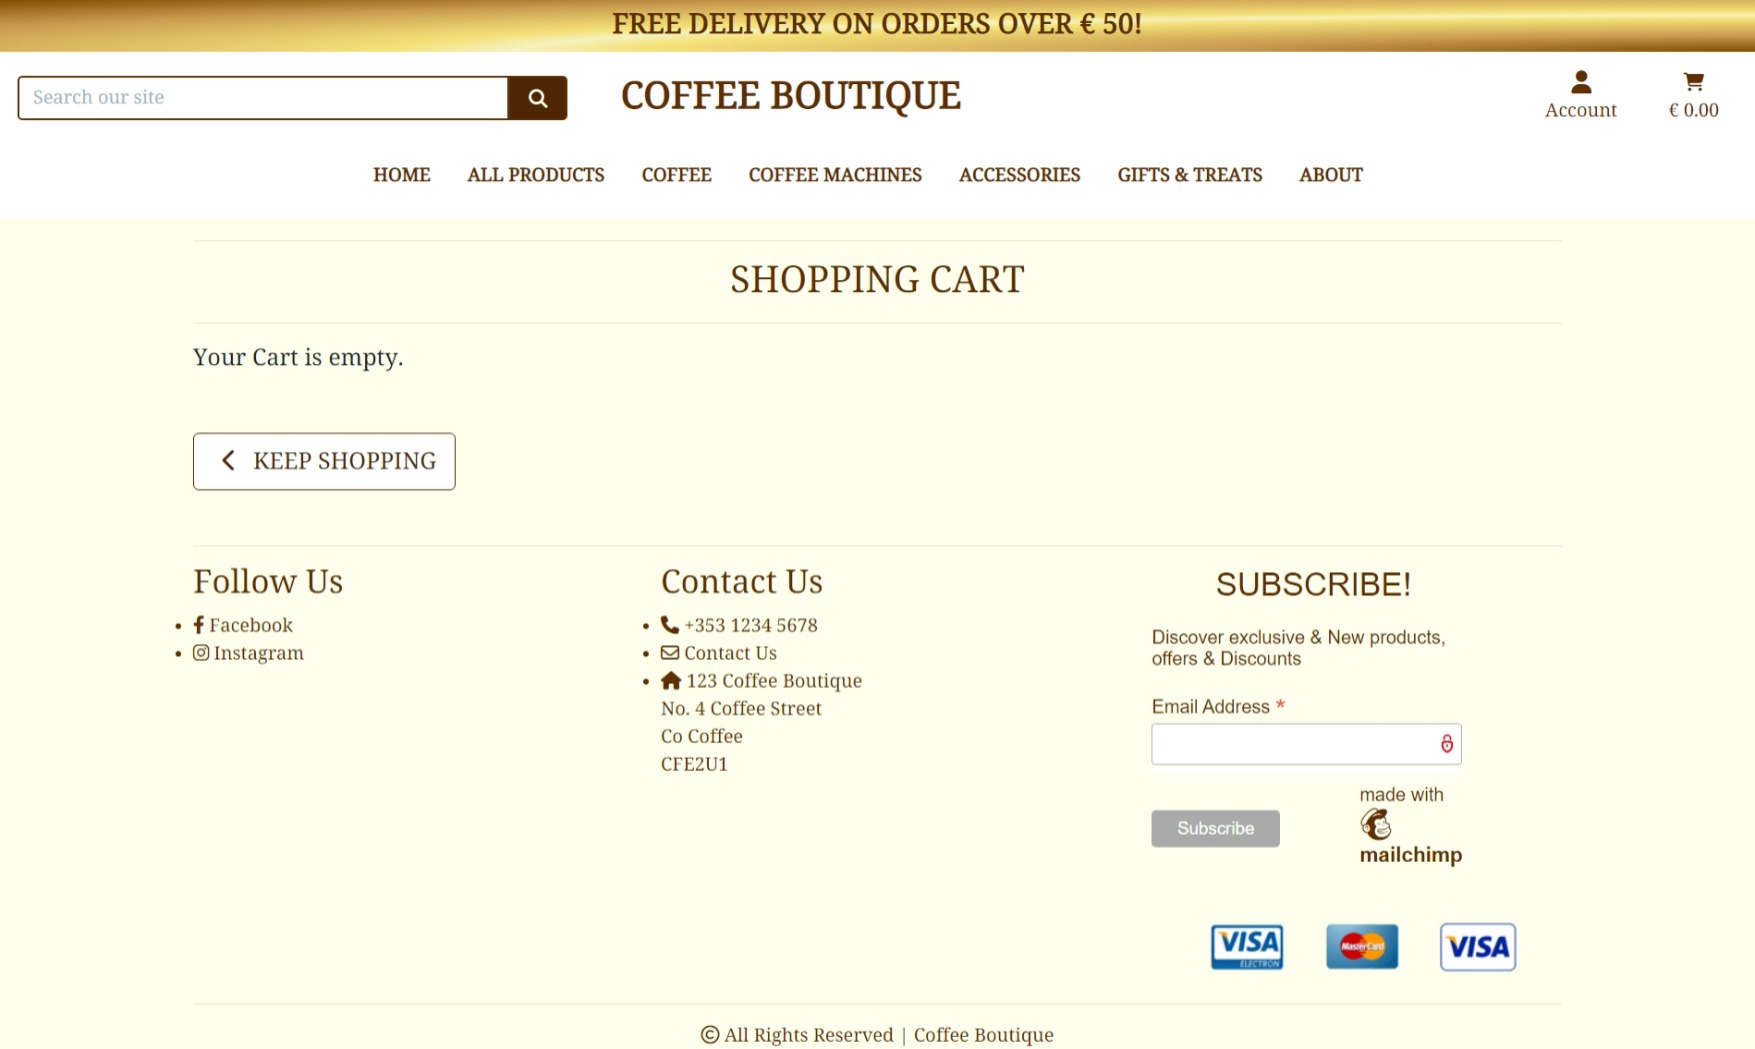 FREE DELIVERY ON ORDERS OVER € 50!
Search our site
COFFEE BOUTIQUE
Account
€ 0.00
HOME
ALL PRODUCTS
COFFEE
COFFEE MACHINES
ACCESSORIES
GIFTS & TREATS
ABOUT
SHOPPING CART
Your Cart is empty.
KEEP SHOPPING
Follow Us
Facebook
Instagram
Contact Us
+353 1234 5678
Contact Us
123 Coffee Boutique
No. 4 Coffee Street
Co Coffee
CFE2U1
SUBSCRIBE!
Discover exclusive & New products,
offers & Discounts
Email Address *
Subscribe
made with
mailchimp
VISA
ELECTRON
MasterCard
VISA
© All Rights Reserved | Coffee Boutique